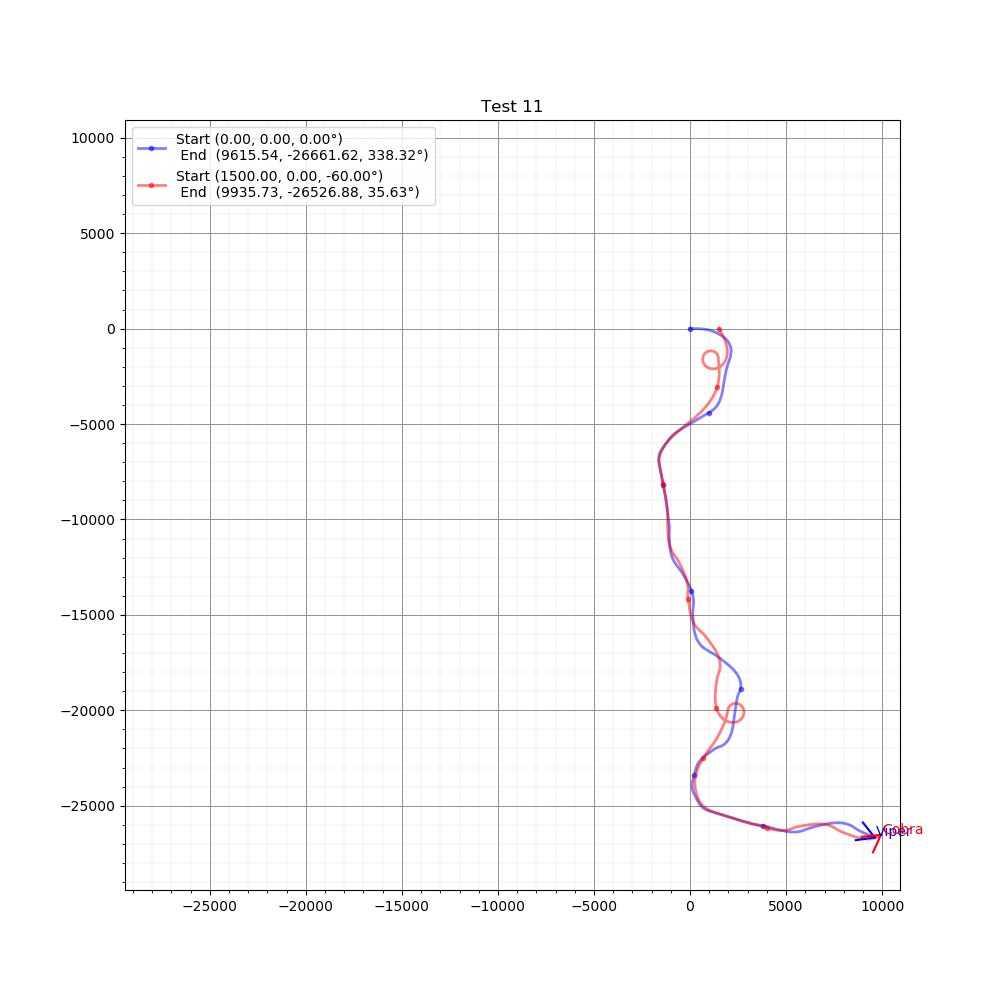 Test 11
Start (0.00, 0.00, 0.00°)
End (9615.54, -26661.62, 338.32°)
Start (1500.00, 0.00, -60.00°)
End (9935.73, -26526.88, 35.63°)
10000
5000
0
−5000
−10000
−15000
−20000
−25000
Viper
Cobra
−25000 −20000 −15000 −10000 −5000 0 5000 10000